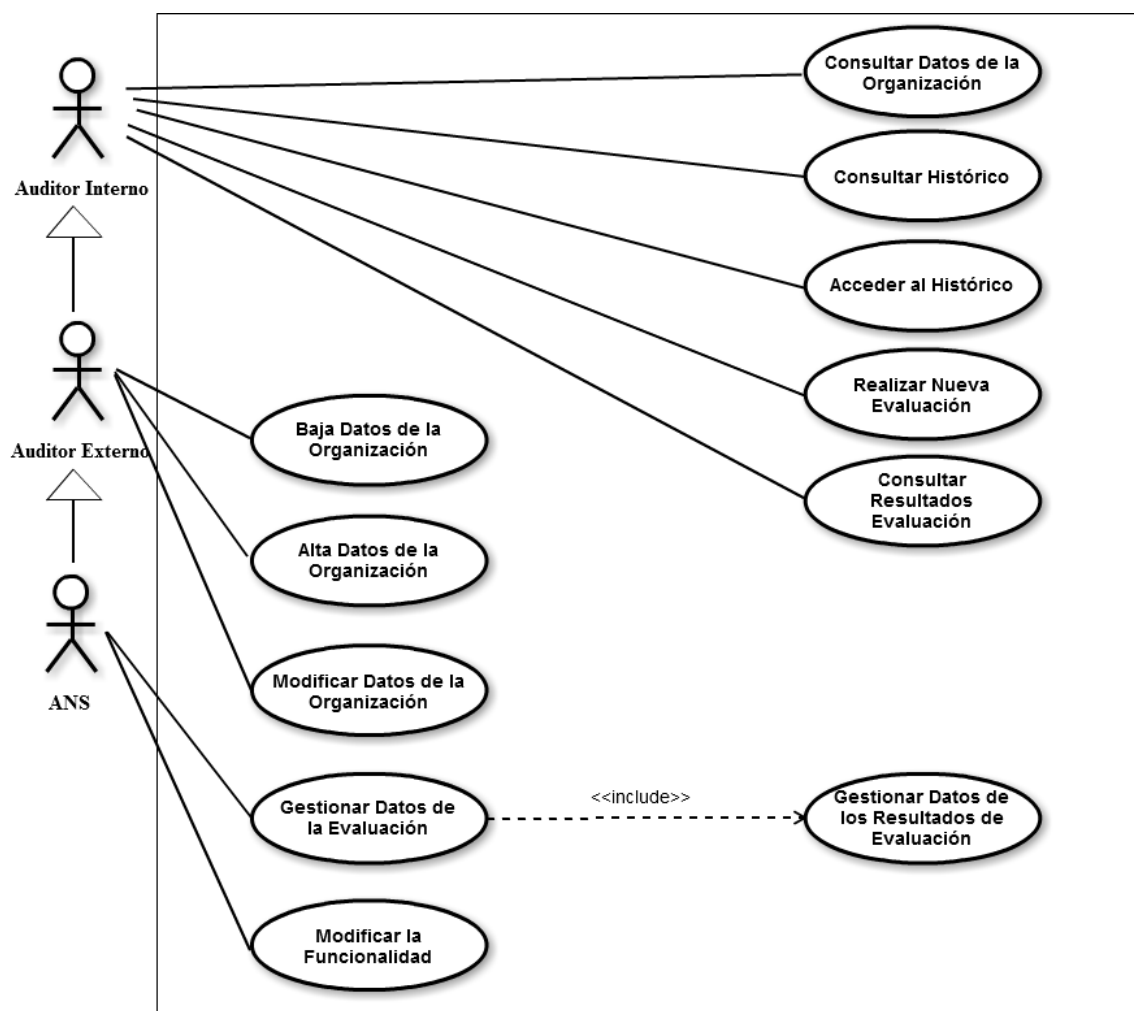 Consultar Datos de la
Organización
Auditor Interno
Consultar Histórico
Acceder al Histórico
Realizar Nueva
Evaluación
Auditor Externo
Baja Datos de la
Organización
Consultar
Resultados
Evaluación
Alta Datos de la
Organización
ANS
Modificar Datos de la
Organización
Gestionar Datos de
la Evaluación
<<include>>
Gestionar Datos de
los Resultados de
Evaluación
Modificar la
Funcionalidad